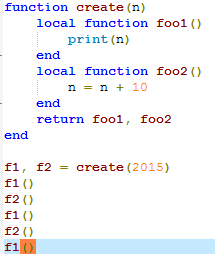 function create(n)
    local function foo1()
        print(n)
    end
    local function foo2()
        n = n + 10
    end
    return foo1, foo2
end

f1, f2 = create(2015)
f1()
f2()
f1()
f2()
f1()